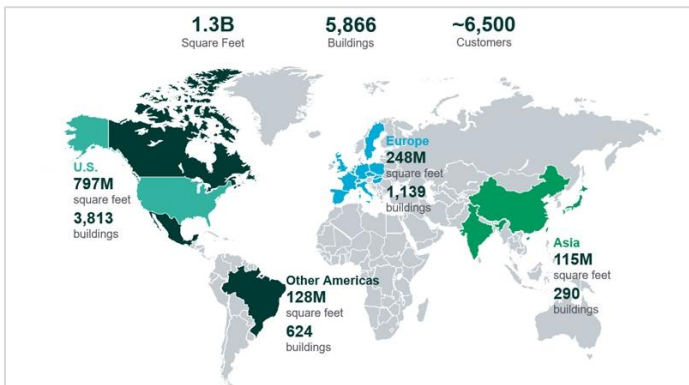 1.3B
Square Feet
5,866
Buildings
~6,500
Customers
U.S.
797M
square feet
3,813
buildings
Europe
248M
square feet
1,139
buildings
Other Americas
128M
square feet
624
buildings
Asia
115M
square feet
290
buildings